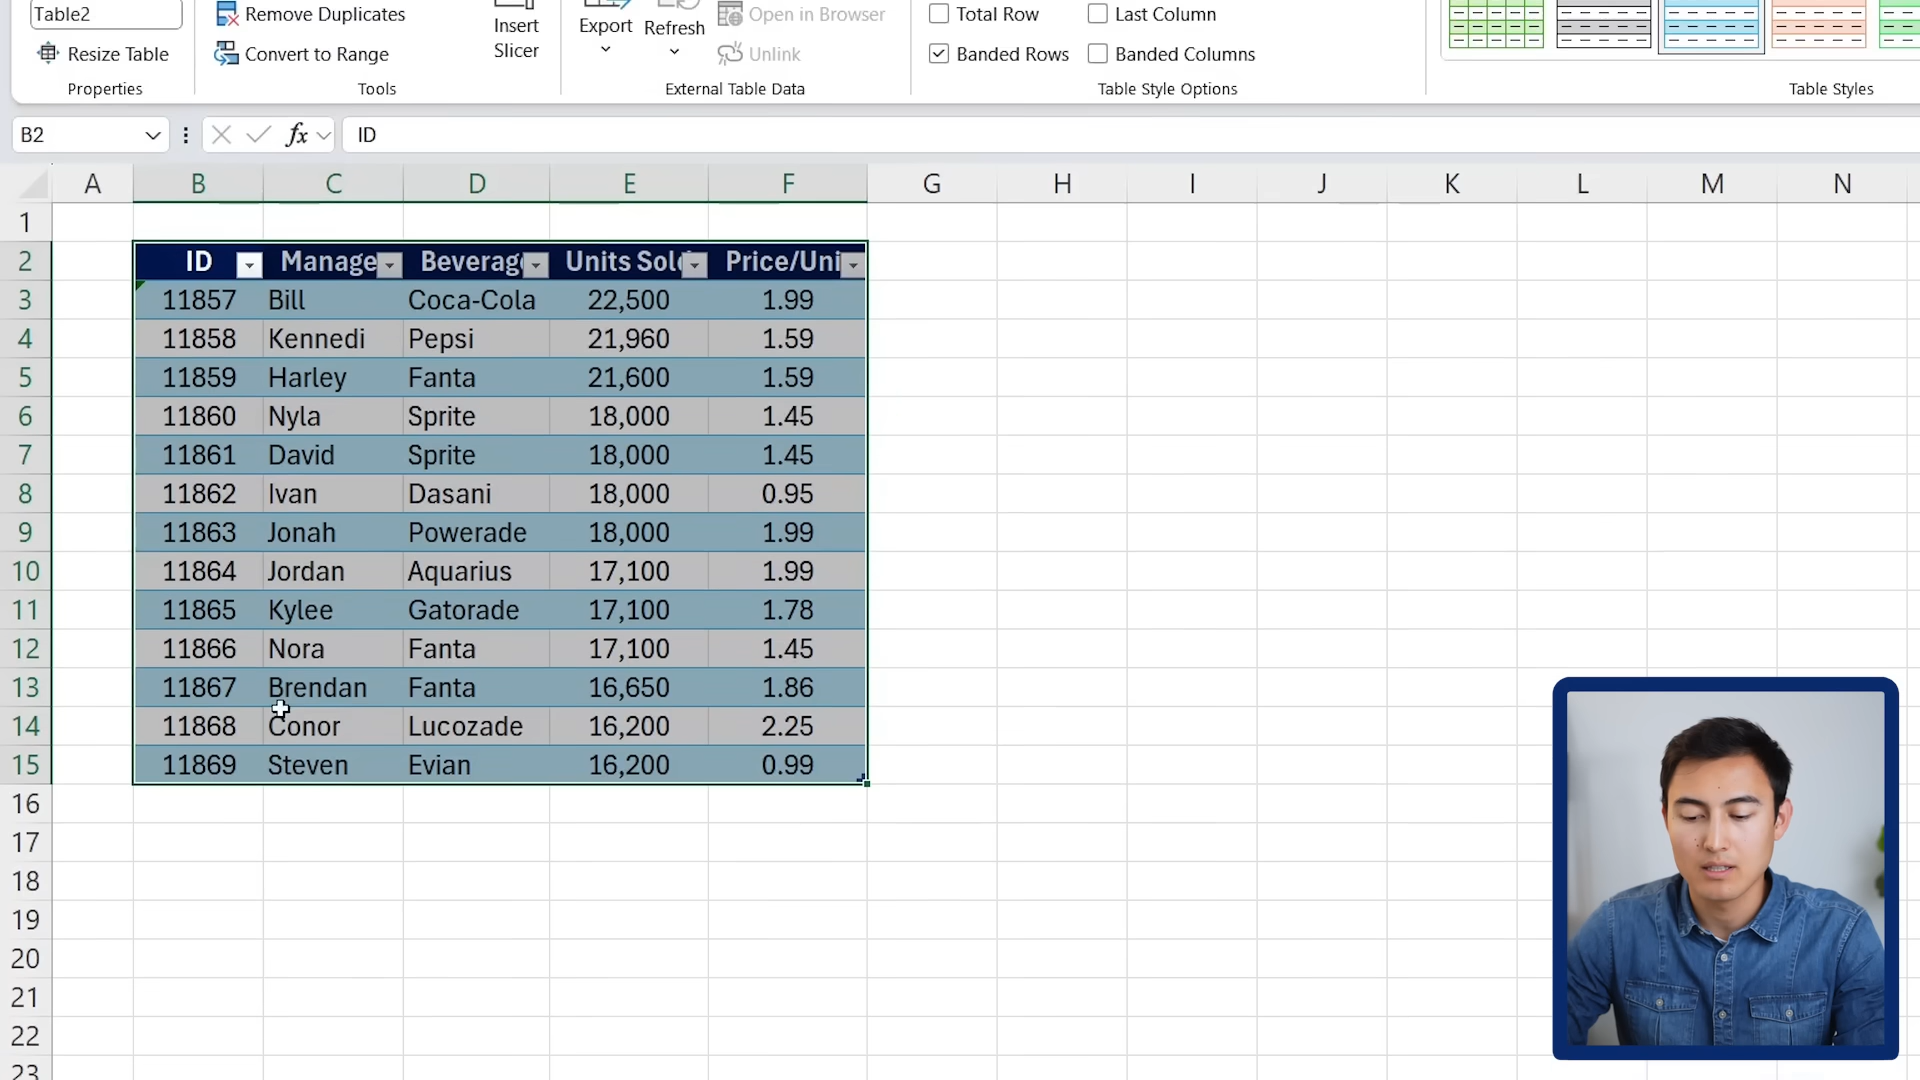 Table2
Resize Table
Properties
Remove Duplicates
Convert to Range
Tools
Insert
Slicer
Export
Refresh
Open in Browser
Unlink
External Table Data
Total Row
Last Column
Banded Rows
Banded Columns
Table Style Options
Table Styles
B2
fx
ID
A B C D E F G H I J K L M N
1
2 ID Manage Beverag Units Sol Price/Uni
3 11857 Bill Coca-Cola 22,500 1.99
4 11858 Kennedi Pepsi 21,960 1.59
5 11859 Harley Fanta 21,600 1.59
6 11860 Nyla Sprite 18,000 1.45
7 11861 David Sprite 18,000 1.45
8 11862 Ivan Dasani 18,000 0.95
9 11863 Jonah Powerade 18,000 1.99
10 11864 Jordan Aquarius 17,100 1.99
11 11865 Kylee Gatorade 17,100 1.78
12 11866 Nora Fanta 17,100 1.45
13 11867 Brendan Fanta 16,650 1.86
14 11868 Conor Lucozade 16,200 2.25
15 11869 Steven Evian 16,200 0.99
16
17
18
19
20
21
22
23